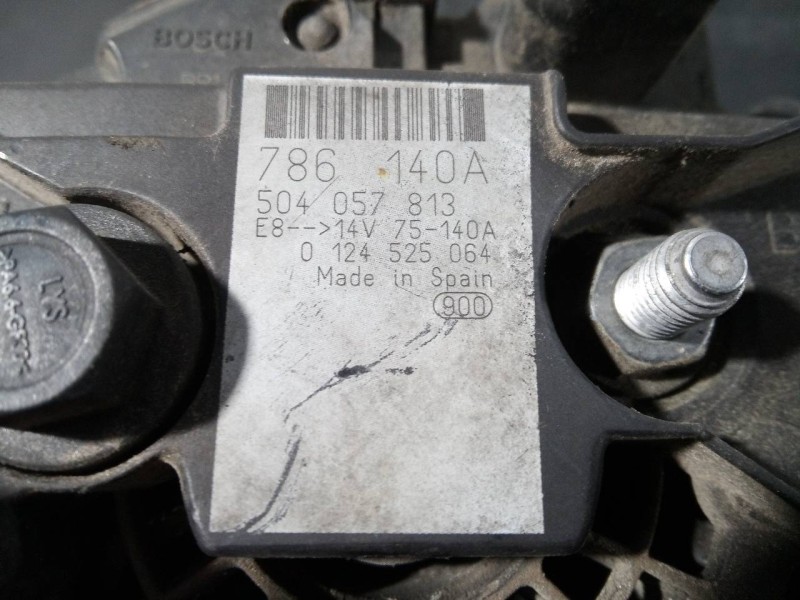 BOSCH
786 140A
504 057 813
E8-->14V 75-140A
0 124 525 064
Made in Spain
900